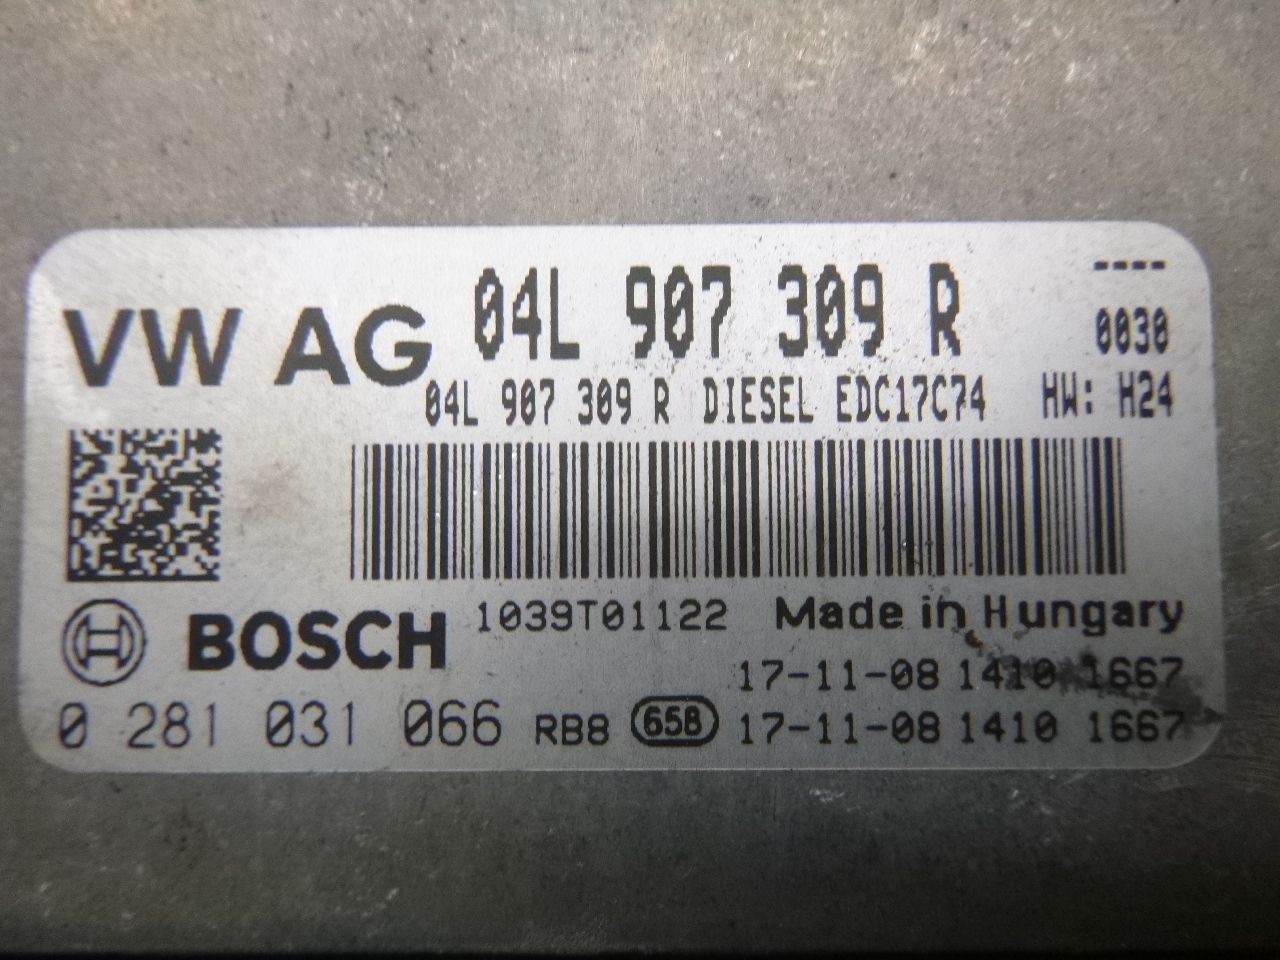 VW AG 04L 907 309 R ----
0030
04L 907 309 R DIESEL EDC17C74 HW: H24
BOSCH 1039T01122 Made in Hungary
17-11-08 1410 1667
0 281 031 066 RB8 65B 17-11-08 1410 1667